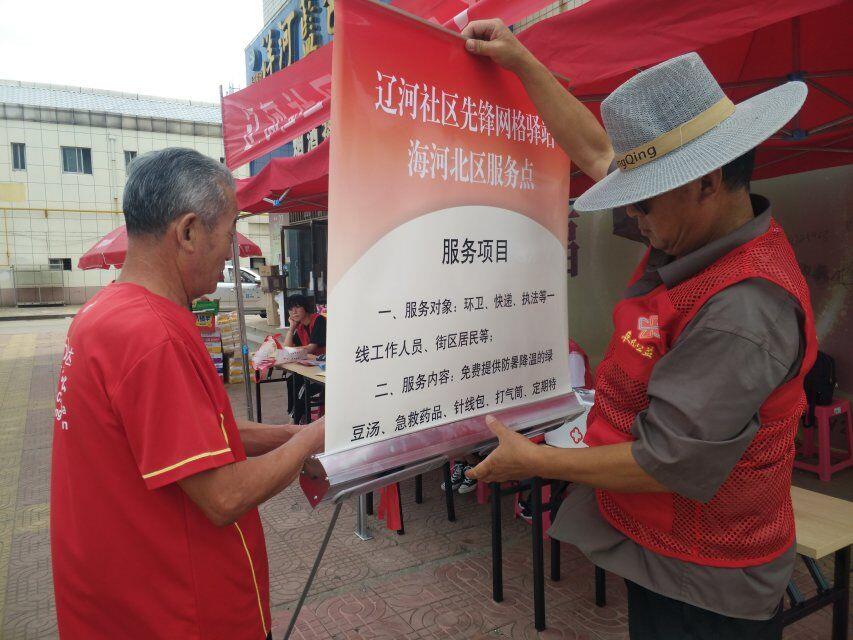 辽河社区先锋网格驿站
海河北区服务点
服务项目
一、服务对象：环卫、快递、执法等一
线工作人员、街区居民等；
二、服务内容：免费提供防暑降温的绿
豆汤、急救药品、针线包、打气筒、定期特
ngQing